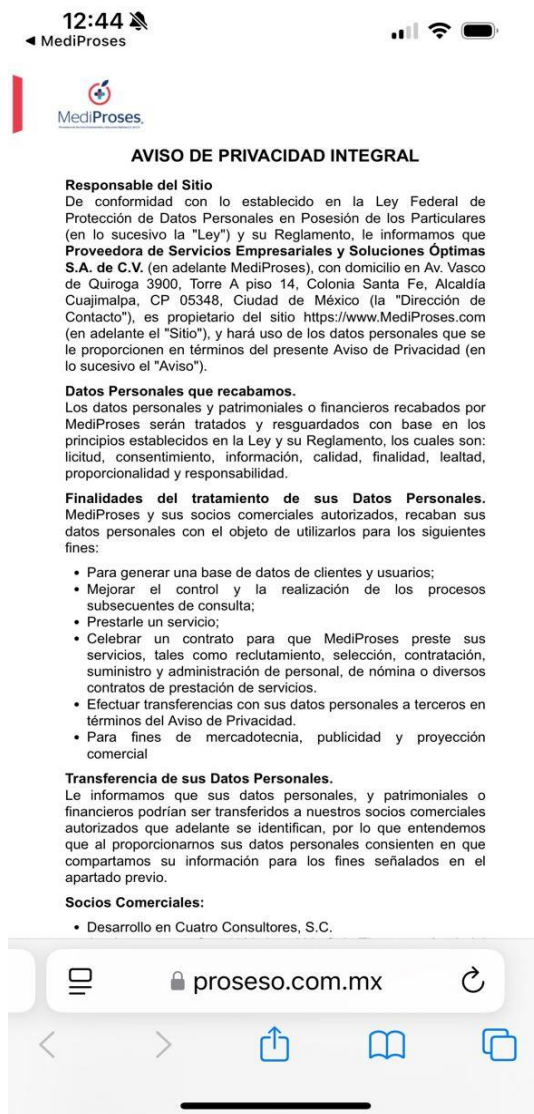 12:44
◀ MediProses
MediProses.
AVISO DE PRIVACIDAD INTEGRAL
Responsable del Sitio
De conformidad con lo establecido en la Ley Federal de
Protección de Datos Personales en Posesión de los Particulares
(en lo sucesivo la "Ley") y su Reglamento, le informamos que
Proveedora de Servicios Empresariales y Soluciones Óptimas
S.A. de C.V. (en adelante MediProses), con domicilio en Av. Vasco
de Quiroga 3900, Torre A piso 14, Colonia Santa Fe, Alcaldía
Cuajimalpa, CP 05348, Ciudad de México (la "Dirección de
Contacto"), es propietario del sitio https://www.MediProses.com
(en adelante el "Sitio"), y hará uso de los datos personales que se
le proporcionen en términos del presente Aviso de Privacidad (en
lo sucesivo el "Aviso").
Datos Personales que recabamos.
Los datos personales y patrimoniales o financieros recabados por
MediProses serán tratados y resguardados con base en los
principios establecidos en la Ley y su Reglamento, los cuales son:
licitud, consentimiento, información, calidad, finalidad, lealtad,
proporcionalidad y responsabilidad.
Finalidades del tratamiento de sus Datos Personales.
MediProses y sus socios comerciales autorizados, recaban sus
datos personales con el objeto de utilizarlos para los siguientes
fines:
• Para generar una base de datos de clientes y usuarios;
• Mejorar el control y la realización de los procesos
subsecuentes de consulta;
• Prestarle un servicio;
• Celebrar un contrato para que MediProses preste sus
servicios, tales como reclutamiento, selección, contratación,
suministro y administración de personal, de nómina o diversos
contratos de prestación de servicios.
• Efectuar transferencias con sus datos personales a terceros en
términos del Aviso de Privacidad.
• Para fines de mercadotecnia, publicidad y proyección
comercial
Transferencia de sus Datos Personales.
Le informamos que sus datos personales, y patrimoniales o
financieros podrían ser transferidos a nuestros socios comerciales
autorizados que adelante se identifican, por lo que entendemos
que al proporcionarnos sus datos personales consienten en que
compartamos su información para los fines señalados en el
apartado previo.
Socios Comerciales:
• Desarrollo en Cuatro Consultores, S.C.
proseso.com.mx